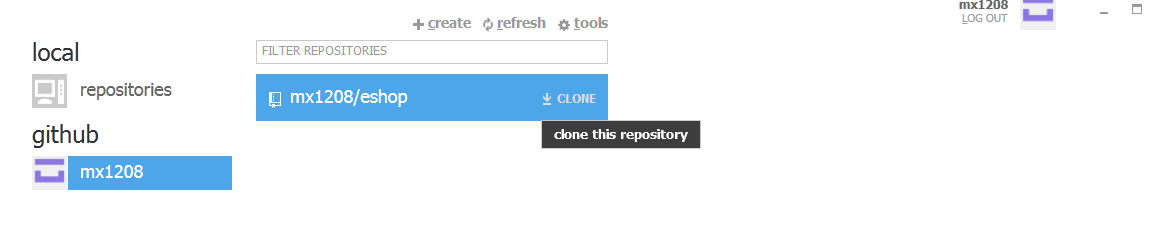 mx1208
LOG OUT
create refresh tools
local
FILTER REPOSITORIES
repositories
mx1208/eshop CLONE
clone this repository
github
mx1208